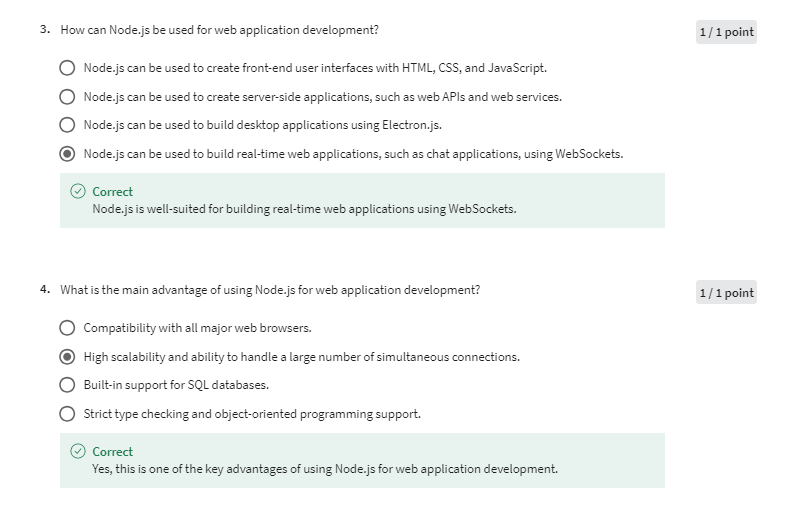 3. How can Node.js be used for web application development?
1 / 1 point
Node.js can be used to create front-end user interfaces with HTML, CSS, and JavaScript.
Node.js can be used to create server-side applications, such as web APIs and web services.
Node.js can be used to build desktop applications using Electron.js.
Node.js can be used to build real-time web applications, such as chat applications, using WebSockets.
Correct
Node.js is well-suited for building real-time web applications using WebSockets.
4. What is the main advantage of using Node.js for web application development?
1 / 1 point
Compatibility with all major web browsers.
High scalability and ability to handle a large number of simultaneous connections.
Built-in support for SQL databases.
Strict type checking and object-oriented programming support.
Correct
Yes, this is one of the key advantages of using Node.js for web application development.